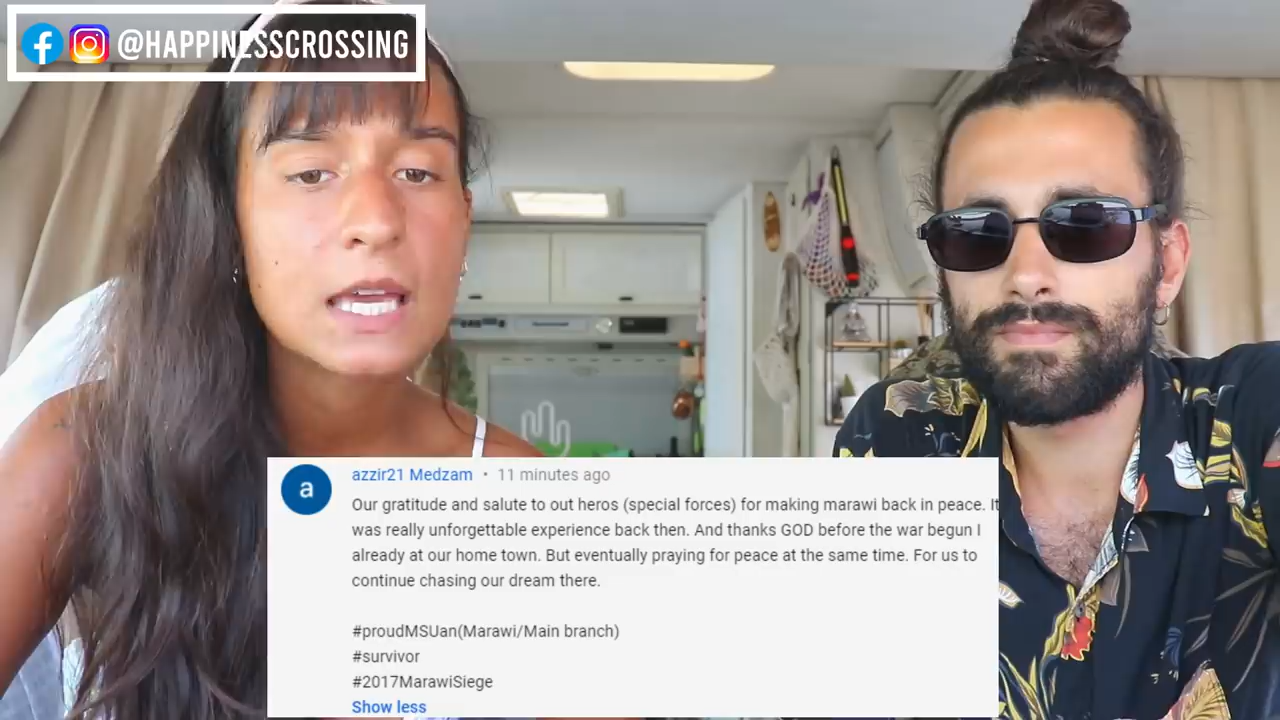 @HAPPINESSCROSSING
a
azzir21 Medzam • 11 minutes ago
Our gratitude and salute to out heros (special forces) for making marawi back in peace. It
was really unforgettable experience back then. And thanks GOD before the war begun I
already at our home town. But eventually praying for peace at the same time. For us to
continue chasing our dream there.
#proudMSUan(Marawi/Main branch)
#survivor
#2017MarawiSiege
Show less